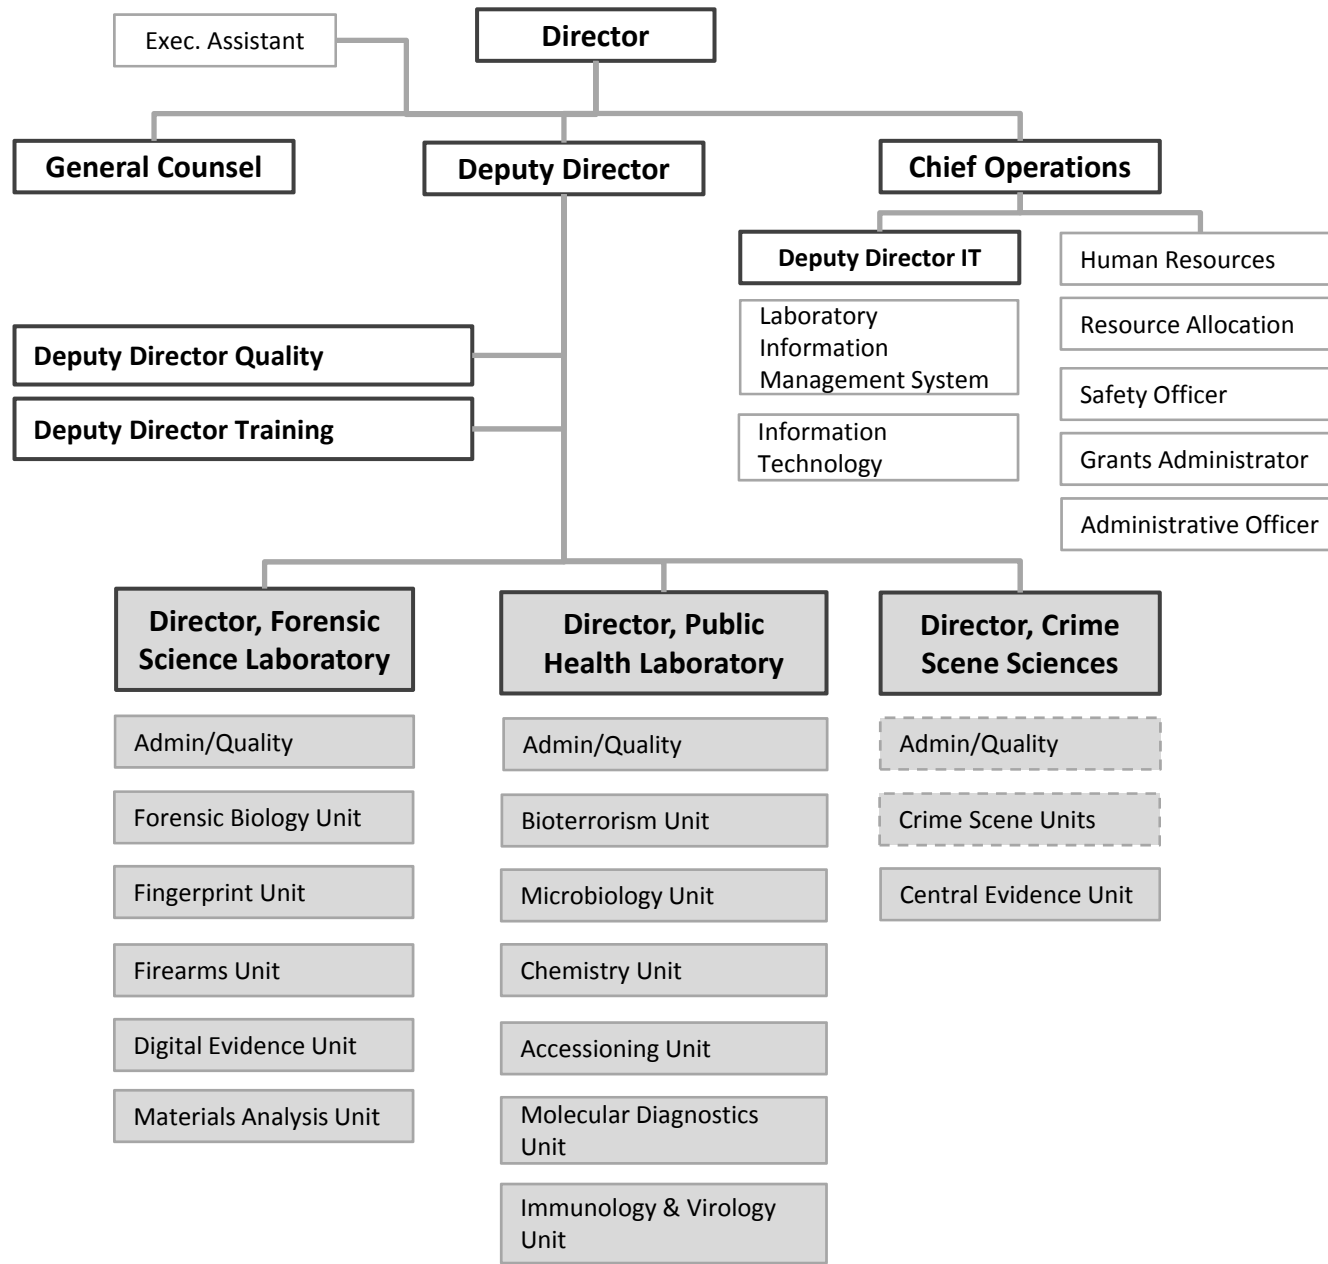 Exec. Assistant
Director
General Counsel
Deputy Director
Chief Operations
Deputy Director IT
Laboratory
Information
Management System
Information
Technology
Human Resources
Resource Allocation
Safety Officer
Grants Administrator
Administrative Officer
Deputy Director Quality
Deputy Director Training
Director, Forensic
Science Laboratory
Admin/Quality
Forensic Biology Unit
Fingerprint Unit
Firearms Unit
Digital Evidence Unit
Materials Analysis Unit
Director, Public
Health Laboratory
Admin/Quality
Bioterrorism Unit
Microbiology Unit
Chemistry Unit
Accessioning Unit
Molecular Diagnostics
Unit
Immunology & Virology
Unit
Director, Crime
Scene Sciences
Admin/Quality
Crime Scene Units
Central Evidence Unit